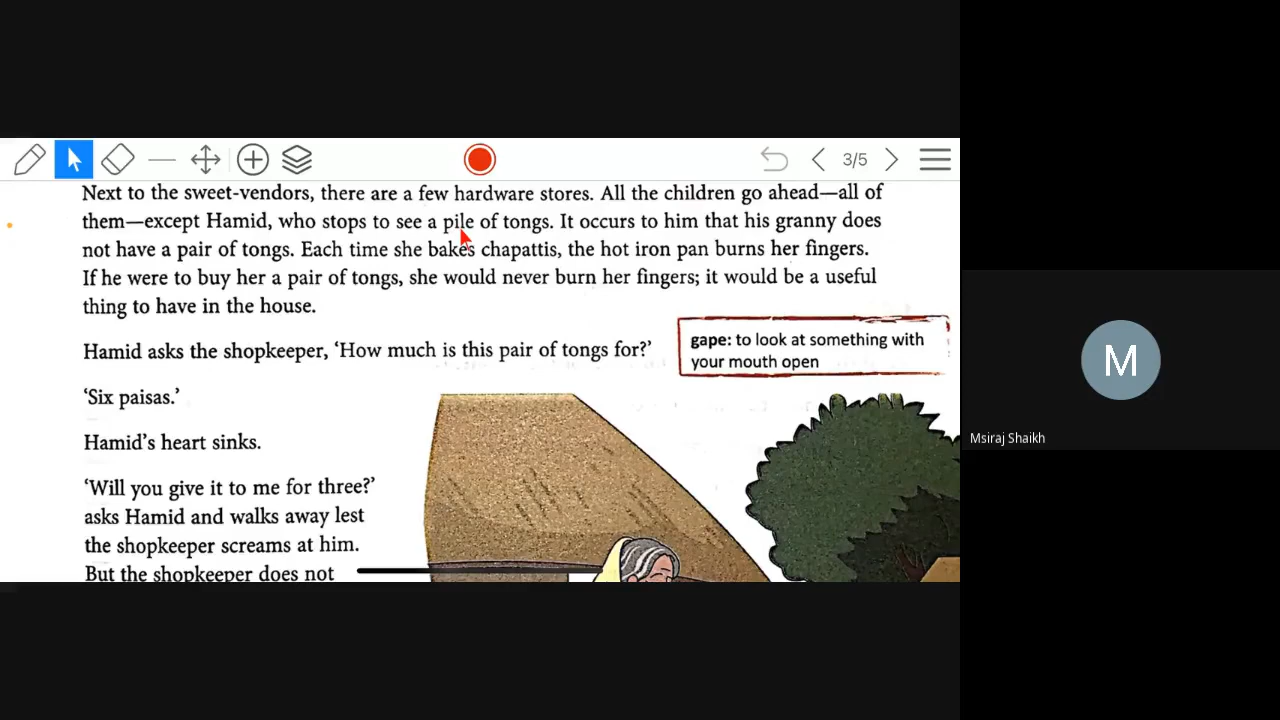 3/5
Next to the sweet-vendors, there are a few hardware stores. All the children go ahead—all of
them—except Hamid, who stops to see a pile of tongs. It occurs to him that his granny does
not have a pair of tongs. Each time she bakes chapattis, the hot iron pan burns her fingers.
If he were to buy her a pair of tongs, she would never burn her fingers; it would be a useful
thing to have in the house.
Hamid asks the shopkeeper, ‘How much is this pair of tongs for?’
gape: to look at something with
your mouth open
‘Six paisas.’
Hamid’s heart sinks.
‘Will you give it to me for three?’
asks Hamid and walks away lest
the shopkeeper screams at him.
But the shopkeeper does not
M
Msiraj Shaikh